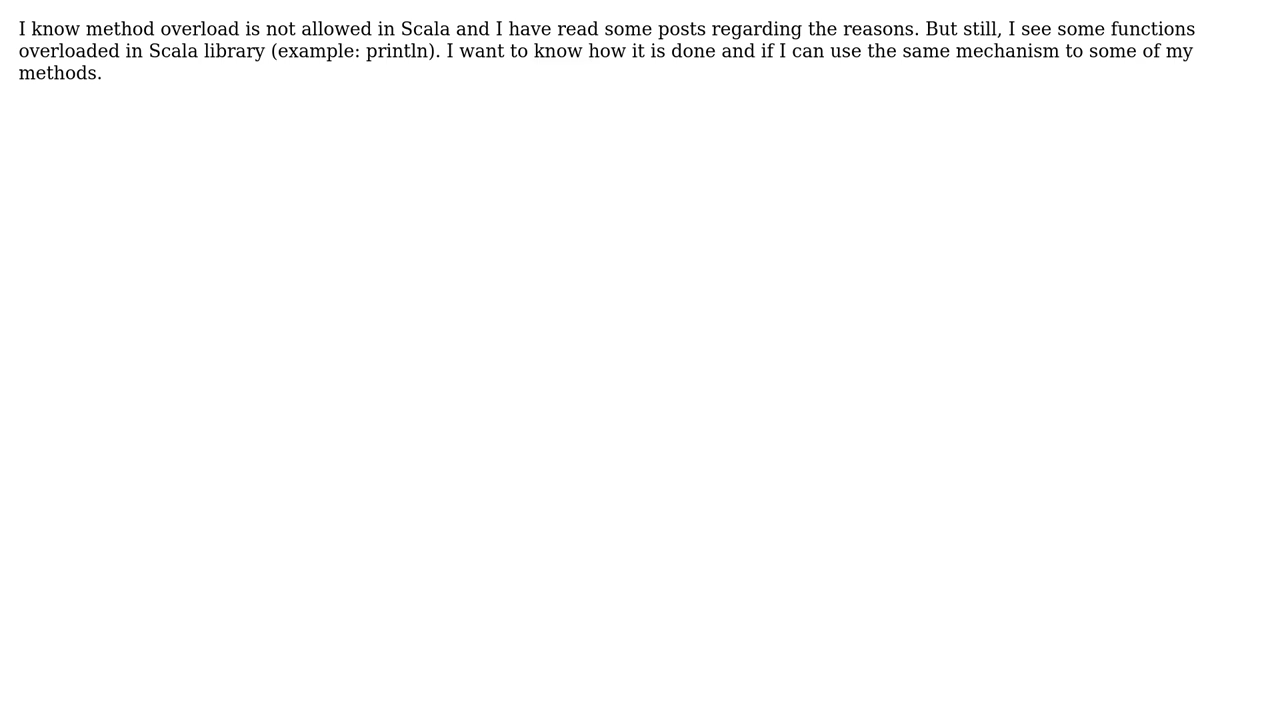 I know method overload is not allowed in Scala and I have read some posts regarding the reasons. But still, I see some functions
overloaded in Scala library (example: println). I want to know how it is done and if I can use the same mechanism to some of my
methods.